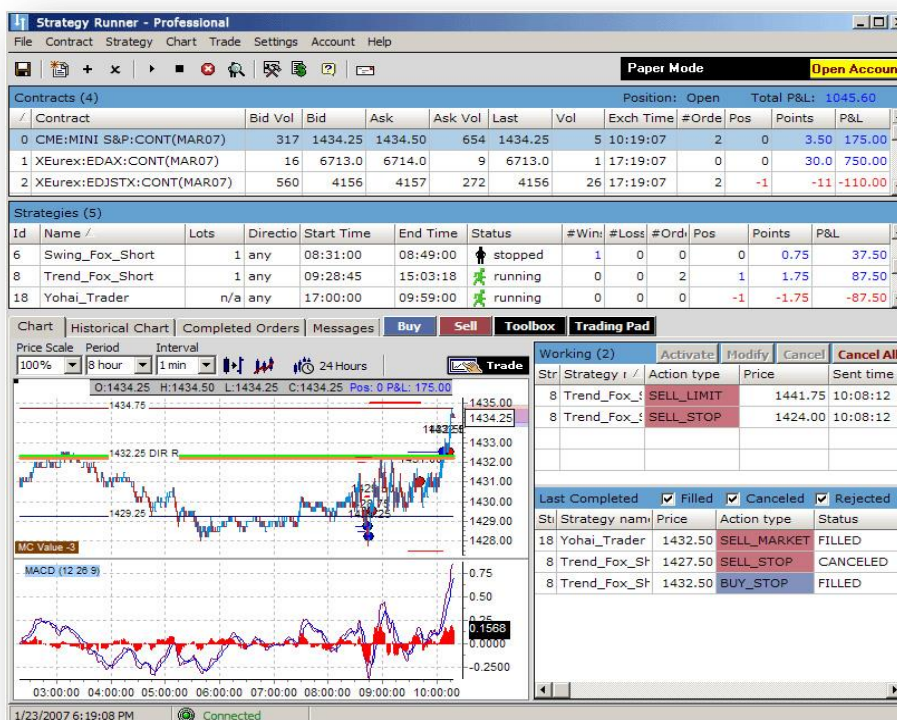 Strategy Runner - Professional
File Contract Strategy Chart Trade Settings Account Help
Paper Mode Open Accoun
Contracts (4) Position: Open Total P&L: 1045.60
/ Contract Bid Vol Bid Ask Ask Vol Last Vol Exch Time #Orde Pos Points P&L
0 CME:MINI S&P:CONT(MAR07) 317 1434.25 1434.50 654 1434.25 5 10:19:07 2 0 3.50 175.00
1 XEurex:EDAX:CONT(MAR07) 16 6713.0 6714.0 9 6713.0 1 17:19:07 0 0 30.0 750.00
2 XEurex:EDJSTX:CONT(MAR07) 560 4156 4157 272 4156 26 17:19:07 2 -1 -11 -110.00
Strategies (5)
Id Name / Lots Directio Start Time End Time Status #Win #Loss #Ord Pos Points P&L
6 Swing_Fox_Short 1 any 08:31:00 08:49:00 stopped 1 0 0 0 0.75 37.50
8 Trend_Fox_Short 1 any 09:28:45 15:03:18 running 0 0 2 1 1.75 87.50
18 Yohai_Trader n/a any 17:00:00 09:59:00 running 0 0 0 -1 -1.75 -87.50
Chart Historical Chart Completed Orders Messages Buy Sell Toolbox Trading Pad
Price Scale Period Interval
100% 8 hour 1 min 24 Hours Trade
O:1434.25 H:1434.50 L:1434.25 C:1434.25 Pos: 0 P&L: 175.00
1434.75
1435.00
1434.25
1433.00
1432.25 DIR R
1432.00
1431.00
1430.00
1429.25
1429.00
1428.00
MC Value -3
MACD (12 26 9)
0.75
0.50
0.1568
0.0000
-0.2500
03:00:00 04:00:00 05:00:00 06:00:00 07:00:00 08:00:00 09:00:00 10:00:00
Working (2) Activate Modify Cancel Cancel All
Str Strategy r / Action type Price Sent time
8 Trend_Fox_S SELL_LIMIT 1441.75 10:08:12
8 Trend_Fox_S SELL_STOP 1424.00 10:08:12
Last Completed Filled Canceled Rejected
Str Strategy name Price Action type Status
18 Yohai_Trader 1432.50 SELL_MARKET FILLED
8 Trend_Fox_Sh 1427.50 SELL_STOP CANCELED
8 Trend_Fox_Sh 1432.50 BUY_STOP FILLED
1/23/2007 6:19:08 PM Connected